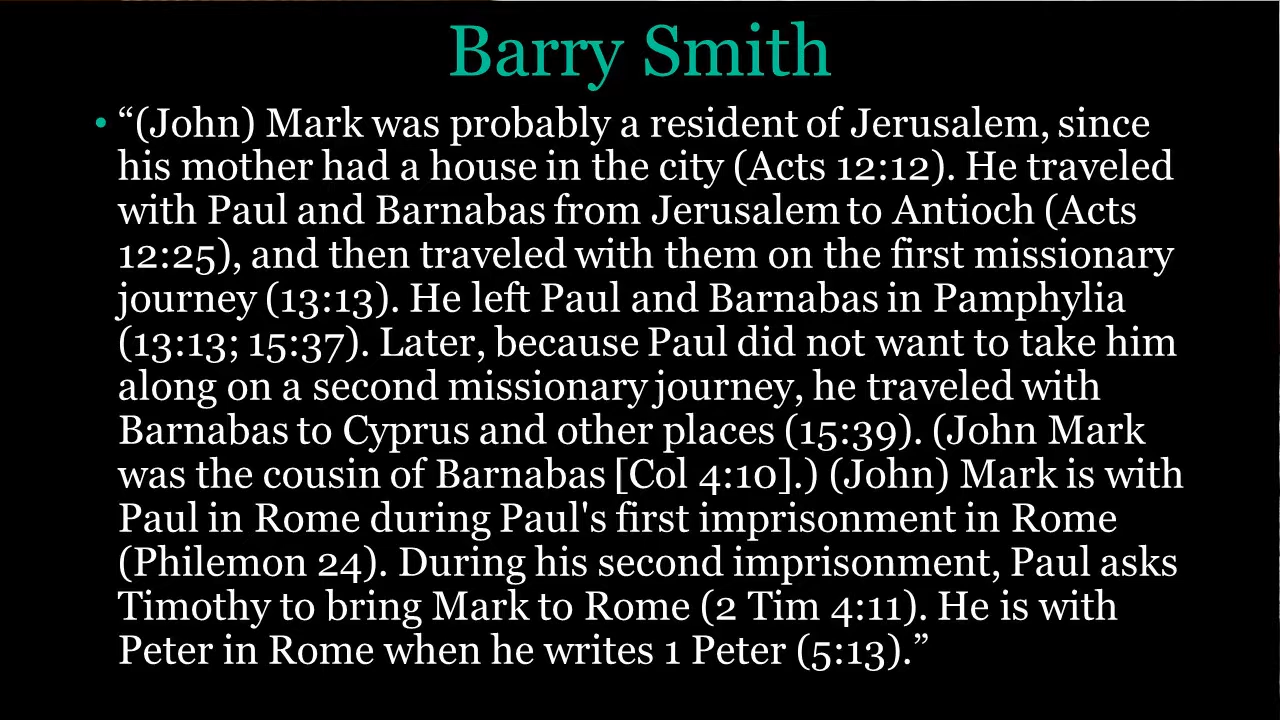 Barry Smith
• “(John) Mark was probably a resident of Jerusalem, since
his mother had a house in the city (Acts 12:12). He traveled
with Paul and Barnabas from Jerusalem to Antioch (Acts
12:25), and then traveled with them on the first missionary
journey (13:13). He left Paul and Barnabas in Pamphylia
(13:13; 15:37). Later, because Paul did not want to take him
along on a second missionary journey, he traveled with
Barnabas to Cyprus and other places (15:39). (John Mark
was the cousin of Barnabas [Col 4:10].) (John) Mark is with
Paul in Rome during Paul's first imprisonment in Rome
(Philemon 24). During his second imprisonment, Paul asks
Timothy to bring Mark to Rome (2 Tim 4:11). He is with
Peter in Rome when he writes 1 Peter (5:13).”